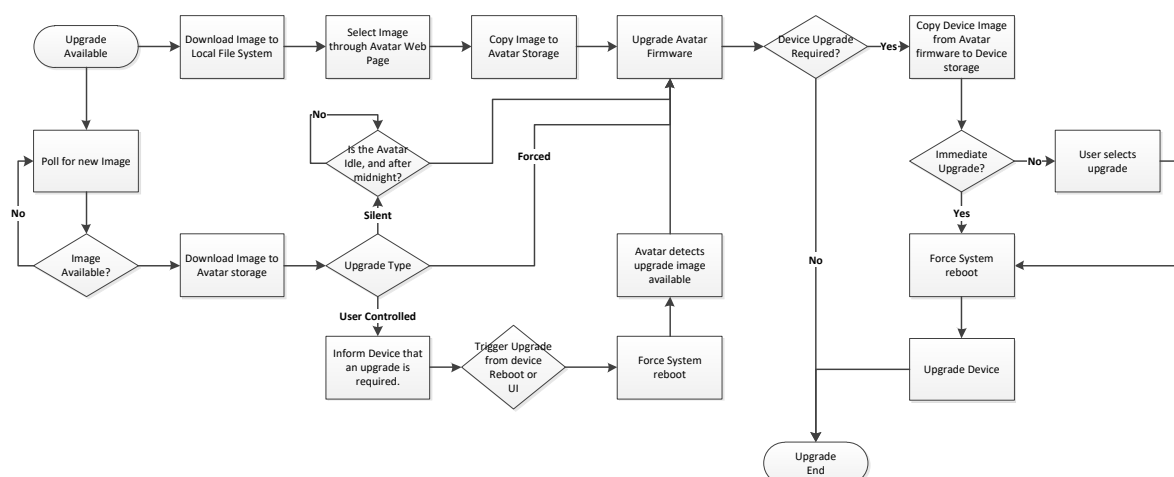 Upgrade
Available
Download Image to
Local File System
Select Image
through Avatar Web
Page
Copy Image to
Avatar Storage
Upgrade Avatar
Firmware
Device Upgrade
Required?
Yes
Copy Device Image
from Avatar
firmware to Device
storage
No
Is the Avatar
Idle, and after
midnight?
Forced
Poll for new Image
Immediate
Upgrade?
No
User selects
upgrade
No
Silent
Yes
Image
Available?
Download Image to
Avatar storage
Upgrade Type
Avatar detects
upgrade image
available
No
Force System
reboot
User Controlled
Inform Device that
an upgrade is
required.
Trigger Upgrade
from device
Reboot or
UI
Force System
reboot
Upgrade Device
Upgrade
End